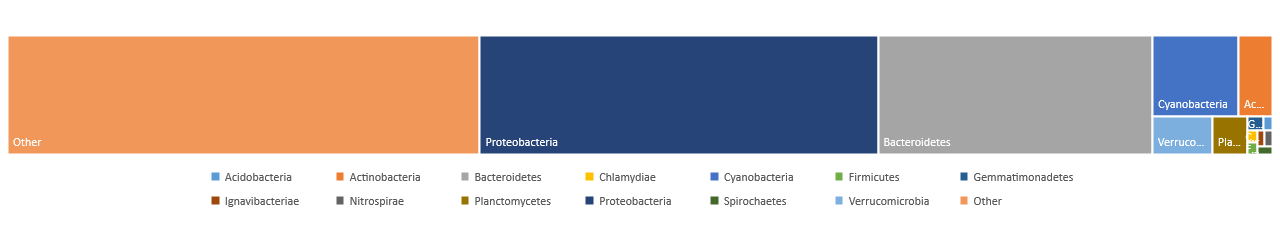 Cyanobacteria Ac...
G...
Other Proteobacteria Bacteroidetes Verruco... Pla...
Acidobacteria Actinobacteria Bacteroidetes Chlamydiae Cyanobacteria Firmicutes Gemmatimonadetes
Ignavibacteriae Nitrospirae Planctomycetes Proteobacteria Spirochaetes Verrucomicrobia Other